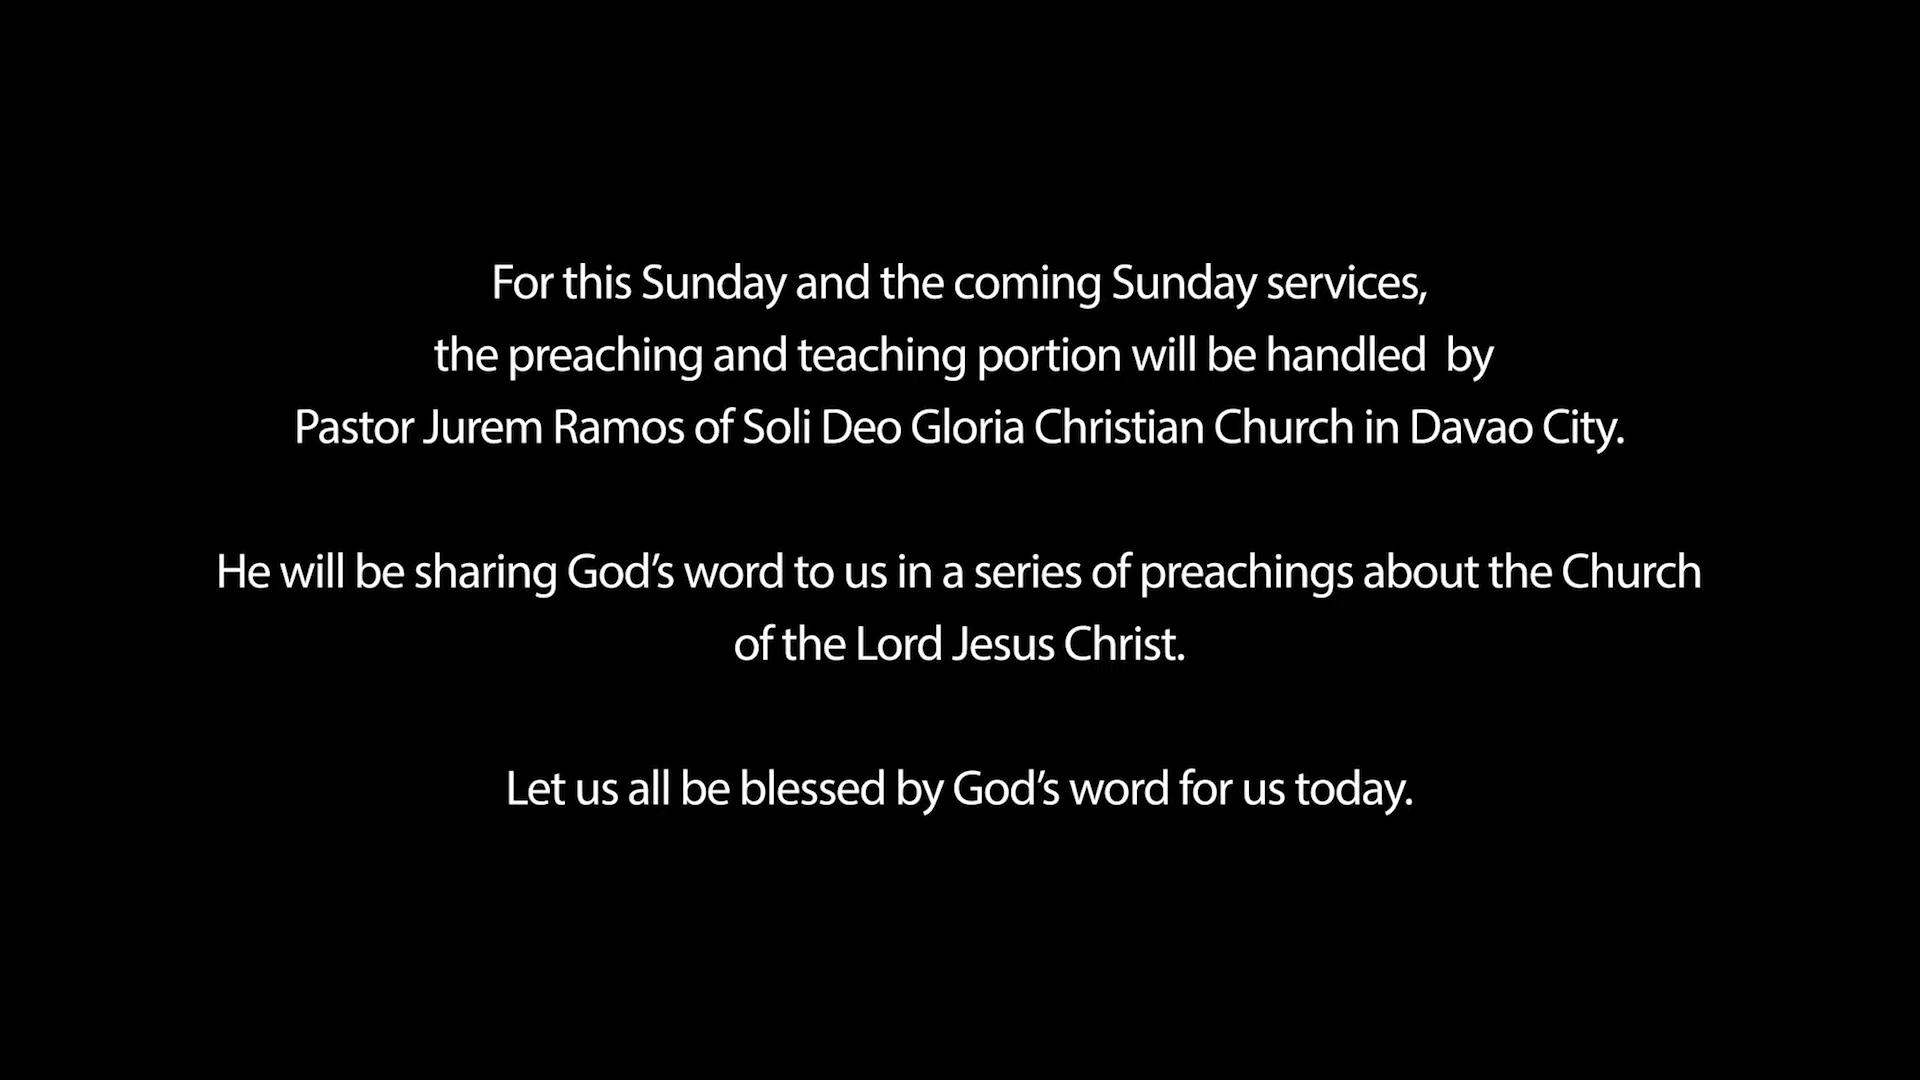 For this Sunday and the coming Sunday services,
the preaching and teaching portion will be handled  by
Pastor Jurem Ramos of Soli Deo Gloria Christian Church in Davao City.
He will be sharing God’s word to us in a series of preachings about the Church
of the Lord Jesus Christ.
Let us all be blessed by God’s word for us today.